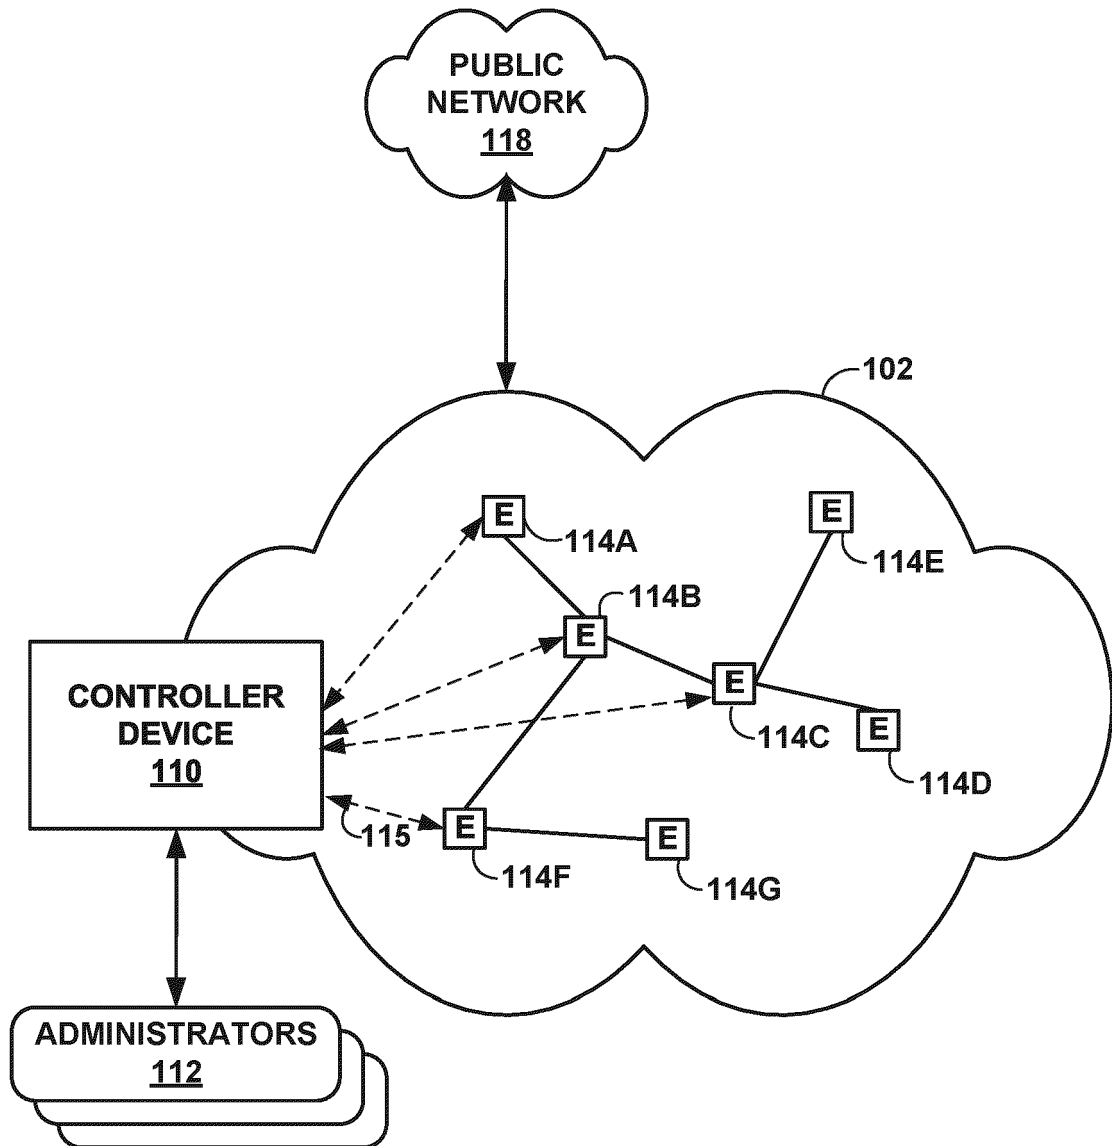 PUBLIC
NETWORK
118
102
E
114A
E
114E
E
114B
E
114C
E
114D
CONTROLLER
DEVICE
110
115
E
114F
E
114G
ADMINISTRATORS
112